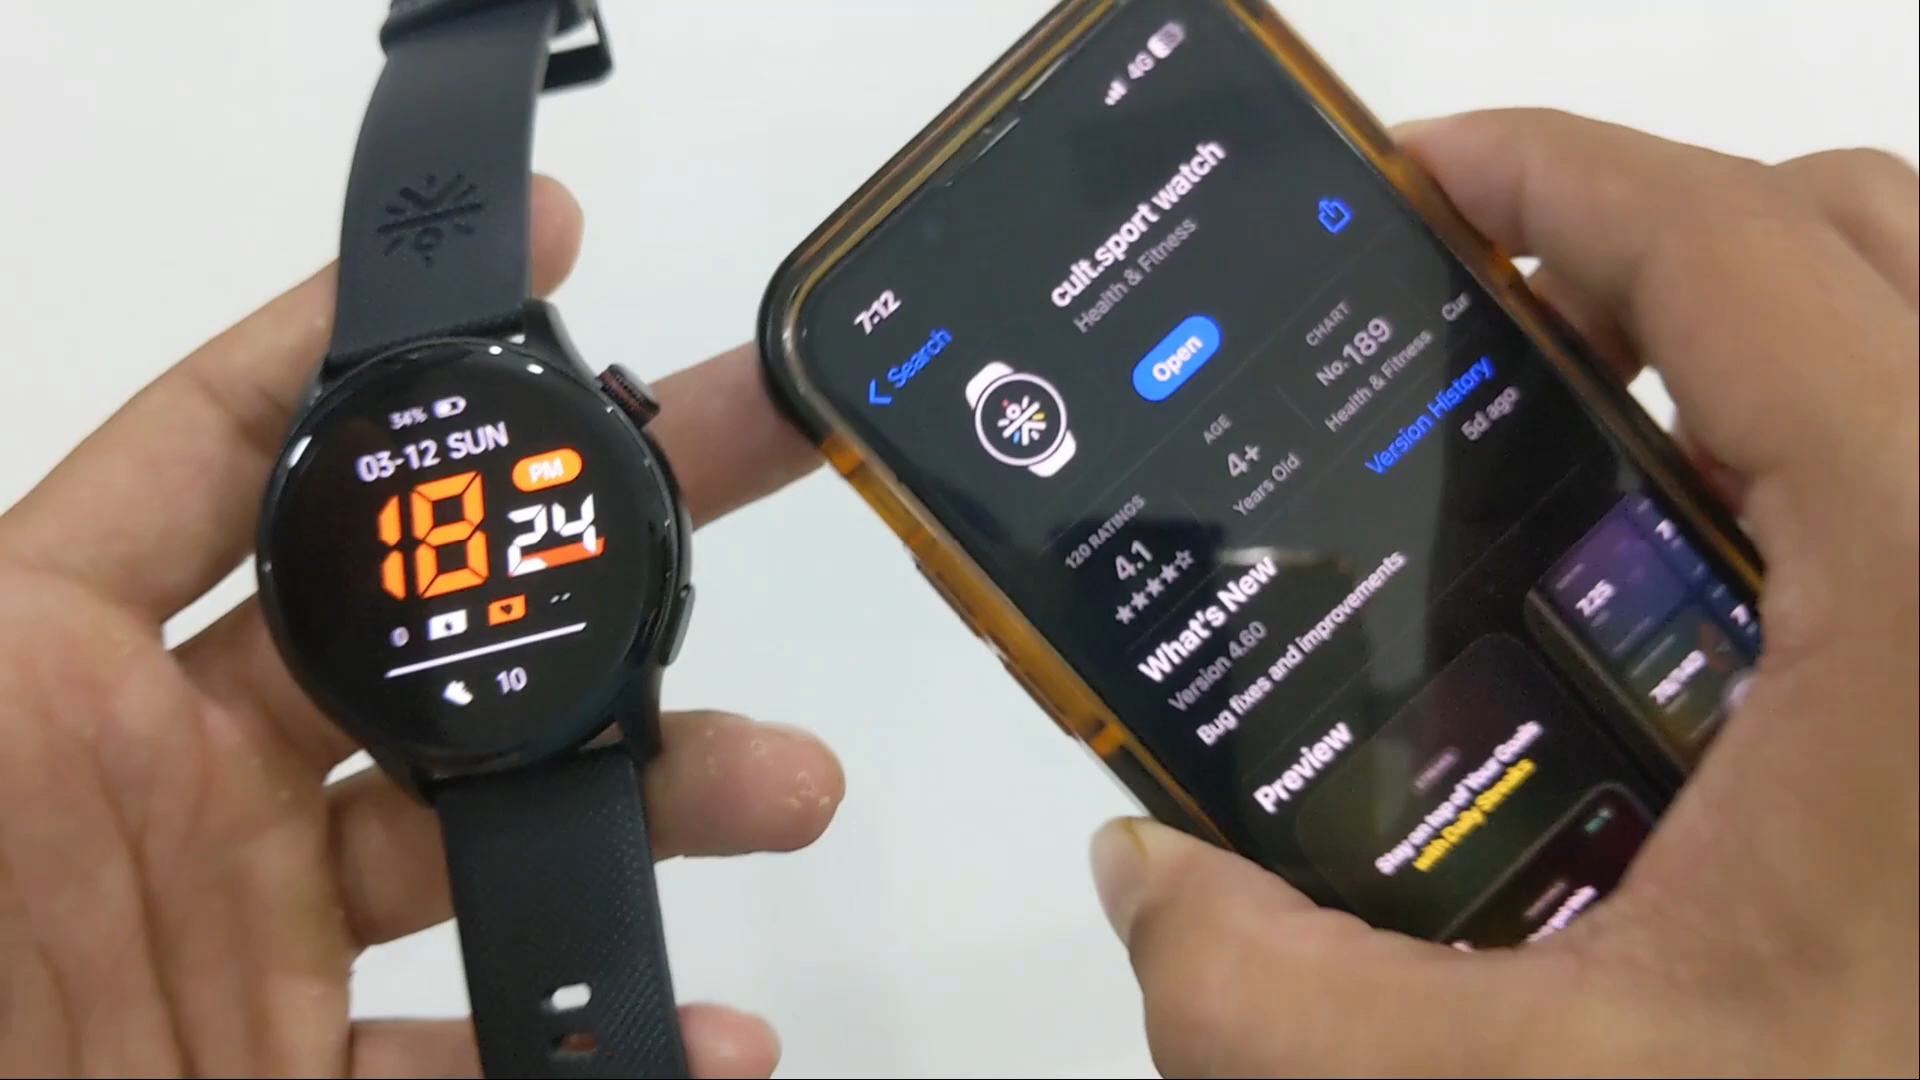 34%
03-12 SUN
PM
18
24
0
--
10
7:12
4G
Search
cult.sport watch
Health & Fitness
Open
120 RATINGS
4.1
★★★★☆
AGE
4+
Years Old
CHART
No. 189
Health & Fitness
Cur
What's New
Version History
Version 4.60
5d ago
Bug fixes and improvements
Preview
Stay on top of Your Goals
with Daily Streaks